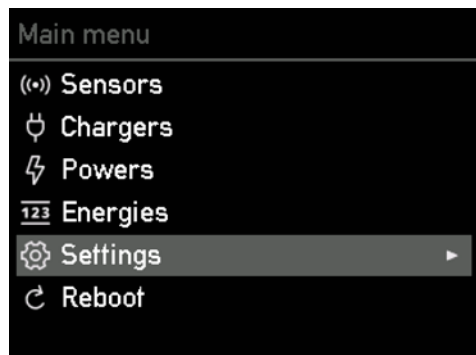 Main menu
Sensors
Chargers
Powers
123 Energies
Settings
Reboot